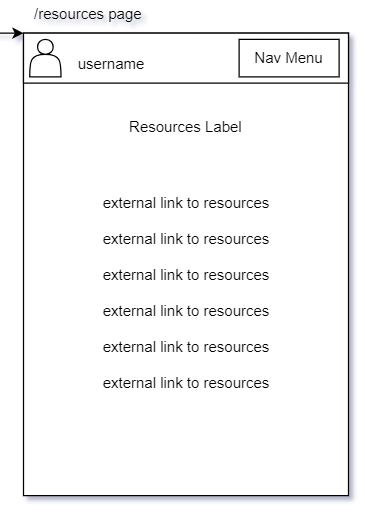 /resources page
username
Nav Menu
Resources Label
external link to resources
external link to resources
external link to resources
external link to resources
external link to resources
external link to resources